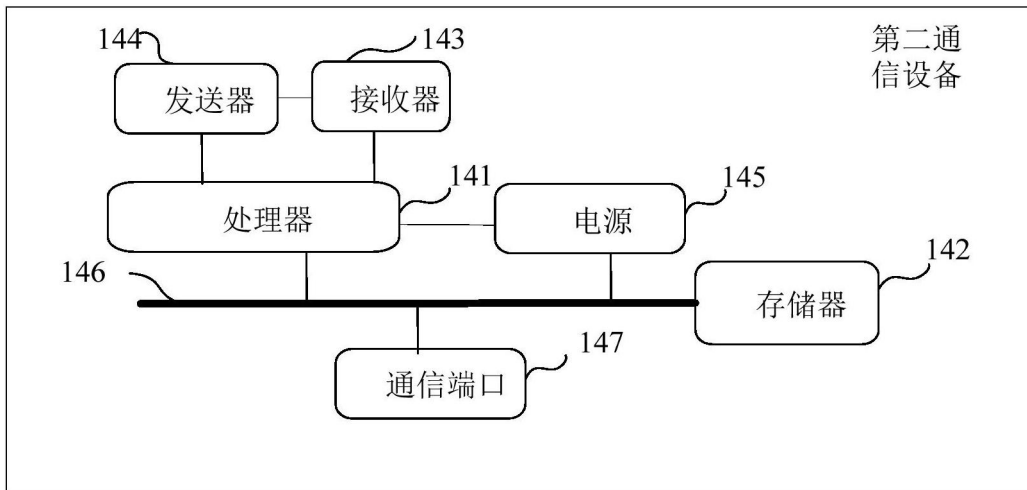 144
143
第二通
信设备
发送器
接收器
141
145
处理器
电源
142
146
存储器
147
通信端口